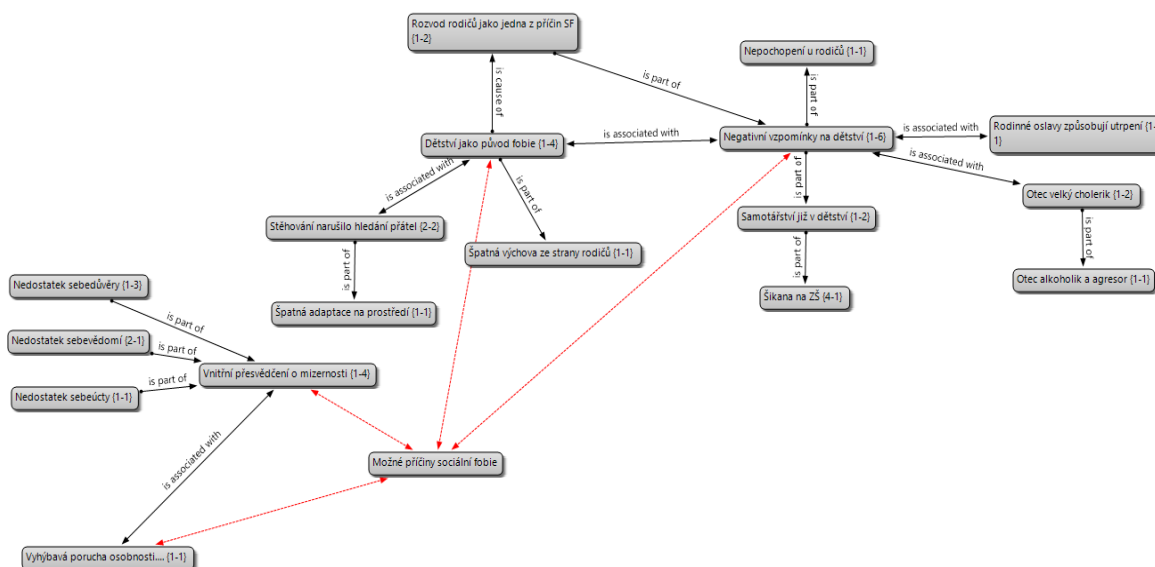 Rozvod rodičů jako jedna z příčin SF
{1-2}
Nepochopení u rodičů {1-1}
is part of
is cause of
is part of
Dětství jako původ fobie {1-4}
is associated with
Negativní vzpomínky na dětství {1-6}
is associated with
Rodinné oslavy způsobují utrpení {1-
1}
is associated with
is associated with
is part of
is part of
Otec velký cholerik {1-2}
Stěhování narušilo hledání přátel {2-2}
Samotářství již v dětství {1-2}
is part of
Špatná výchova ze strany rodičů {1-1}
is part of
is part of
Otec alkoholik a agresor {1-1}
Nedostatek sebedůvěry {1-3}
Šikana na ZŠ {4-1}
Špatná adaptace na prostředí {1-1}
is part of
Nedostatek sebevědomí {2-1}
is part of
Vnitřní přesvědčení o mizernosti {1-4}
is part of
Nedostatek sebeúcty {1-1}
is associated with
Možné příčiny sociální fobie
Vyhýbavá porucha osobnosti.... {1-1}